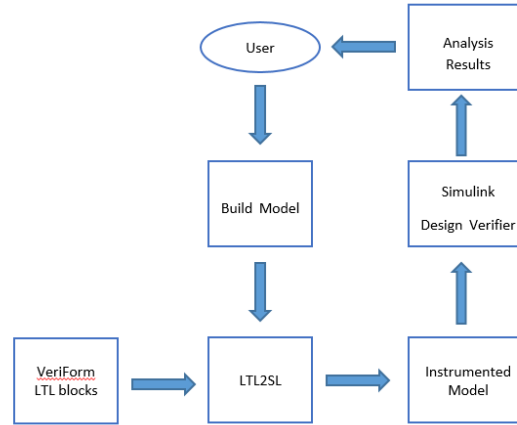 User
Analysis
Results
Build Model
Simulink
Design Verifier
VeriForm
LTL blocks
LTL2SL
Instrumented
Model